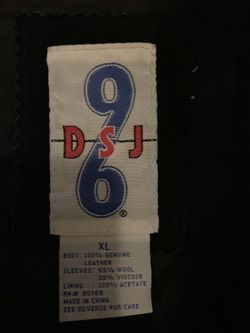 9
D S J
6
®
XL
BODY: 100% GENUINE
LEATHER
SLEEVES: 65% WOOL
35% VISCOSE
LINING : 100% ACETATE
MADE IN CHINA
SEE REVERSE FOR CARE